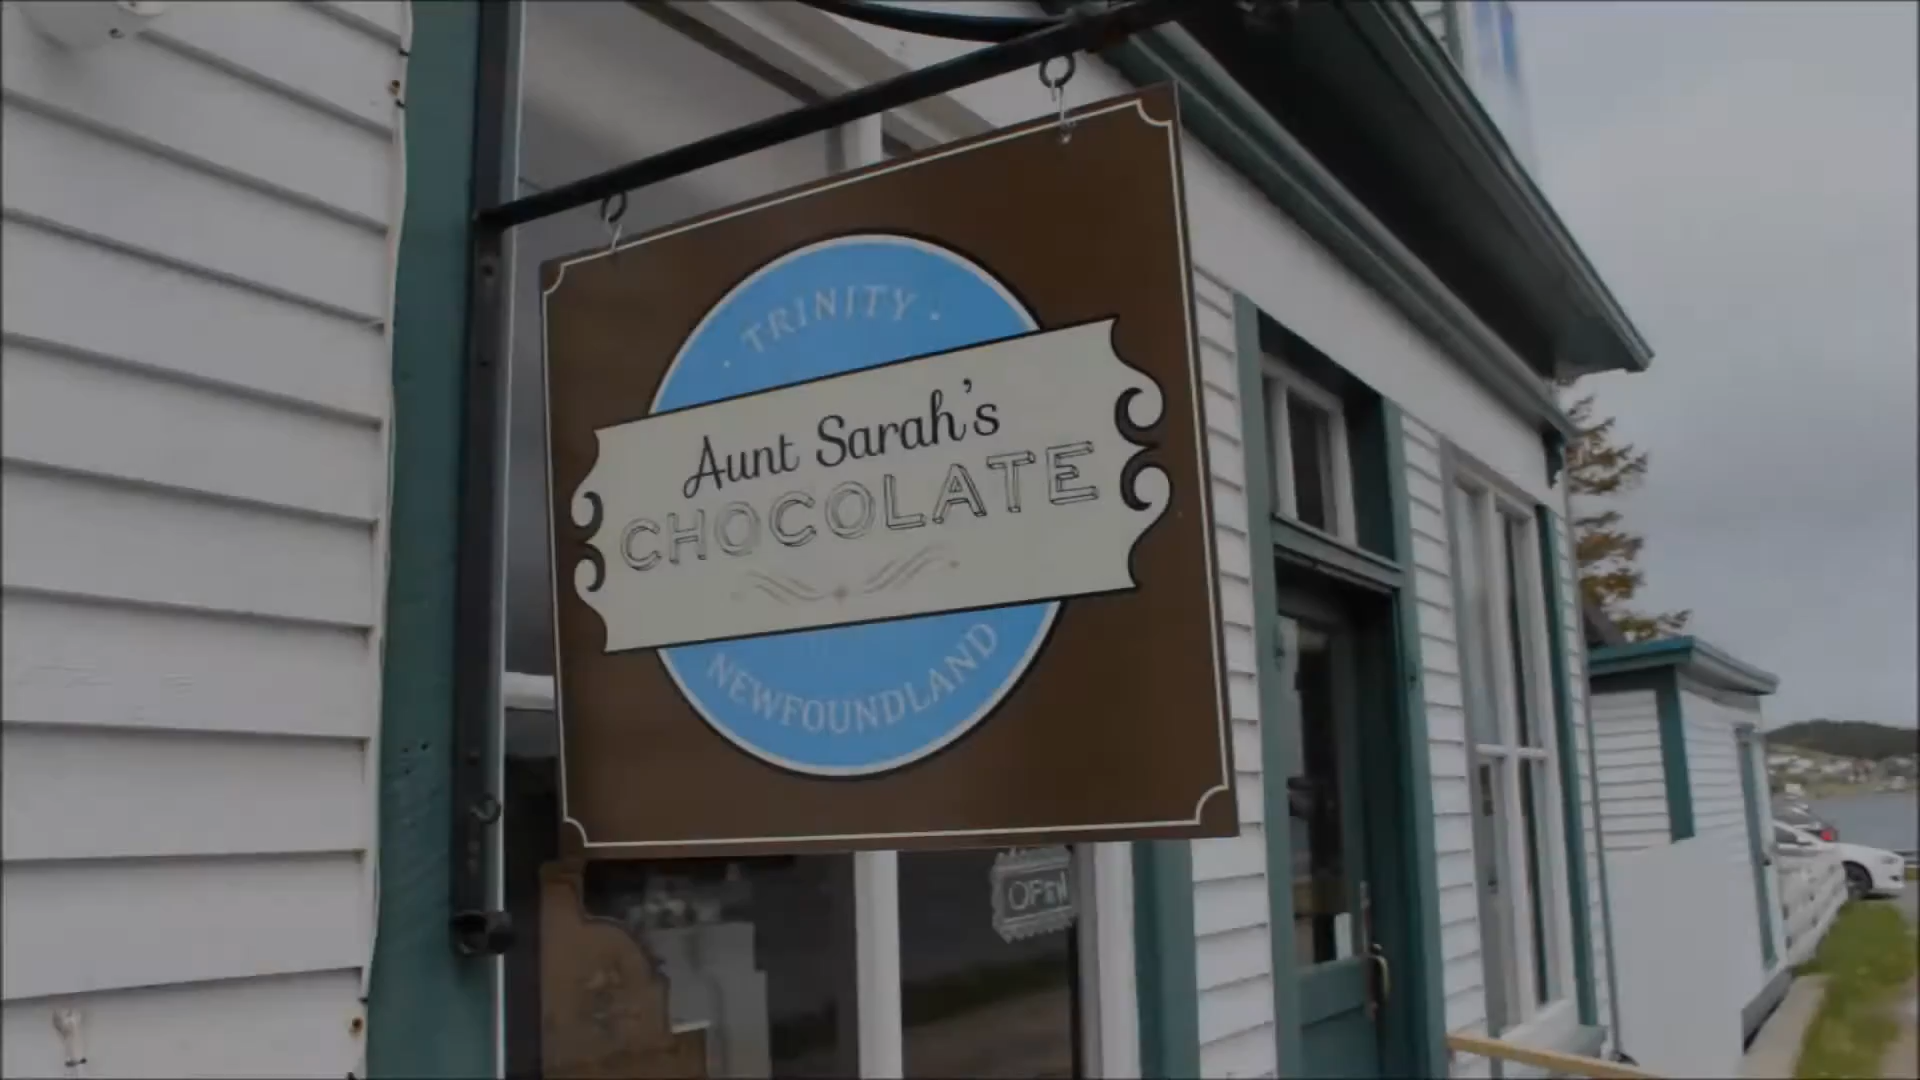 · TRINITY ·
Aunt Sarah's
CHOCOLATE
NEWFOUNDLAND
OPEN